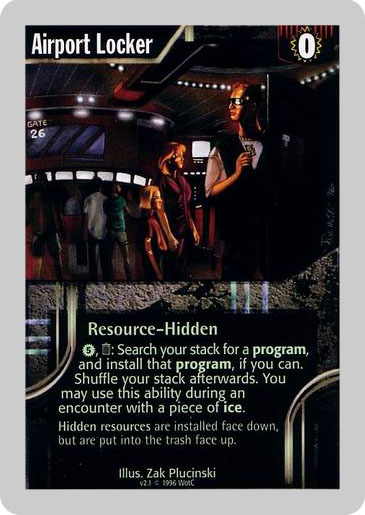 Airport Locker
0
GATE
26
Resource-Hidden
5, : Search your stack for a program,
and install that program, if you can.
Shuffle your stack afterwards. You
may use this ability during an
encounter with a piece of ice.
Hidden resources are installed face down,
but are put into the trash face up.
Illus. Zak Plucinski
v2.1 © 1996 WotC